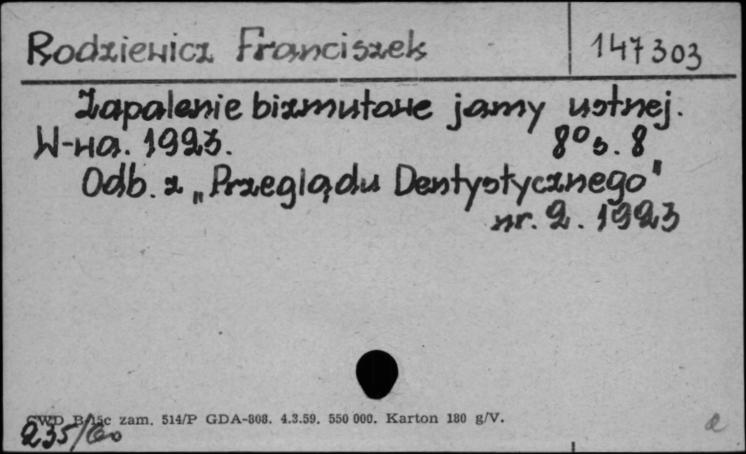 Rodziewicz Franciszek 147303
Zapalenie bizmutowe jamy ustnej.
W-wa. 1923. 8° s. 8
Odb. z „Przeglądu Dentystycznego"
nr. 2. 1923
zam. 514/P GDA-808. 4.3.59. 550 000. Karton 180 g/V.
235/60